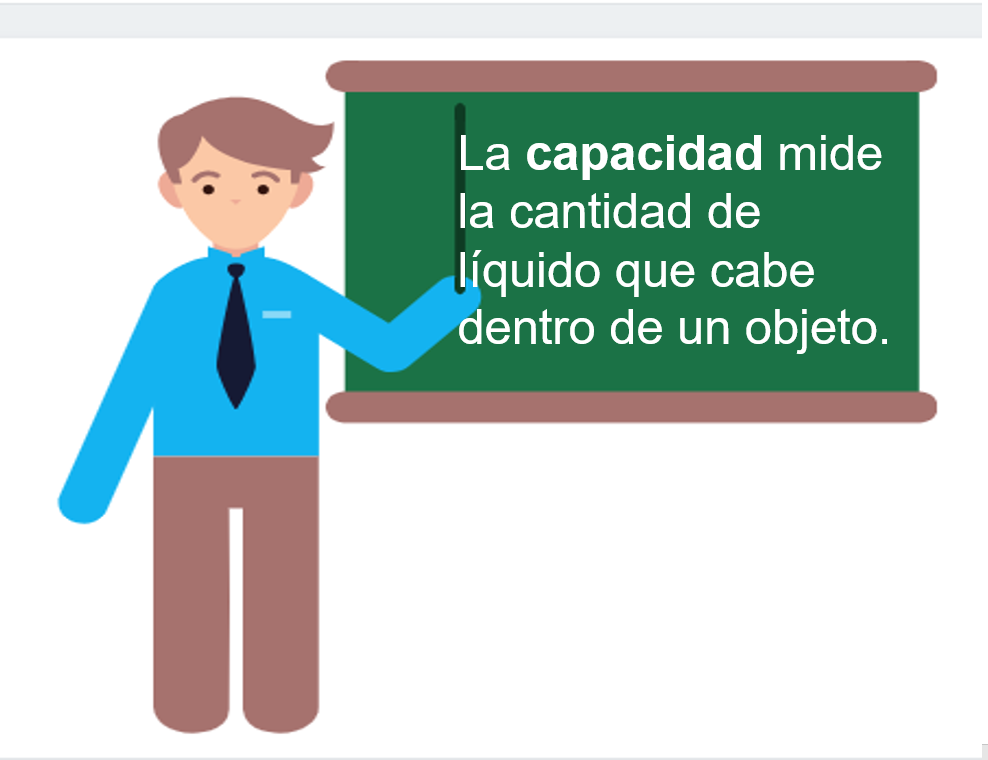 La capacidad mide
la cantidad de
líquido que cabe
dentro de un objeto.